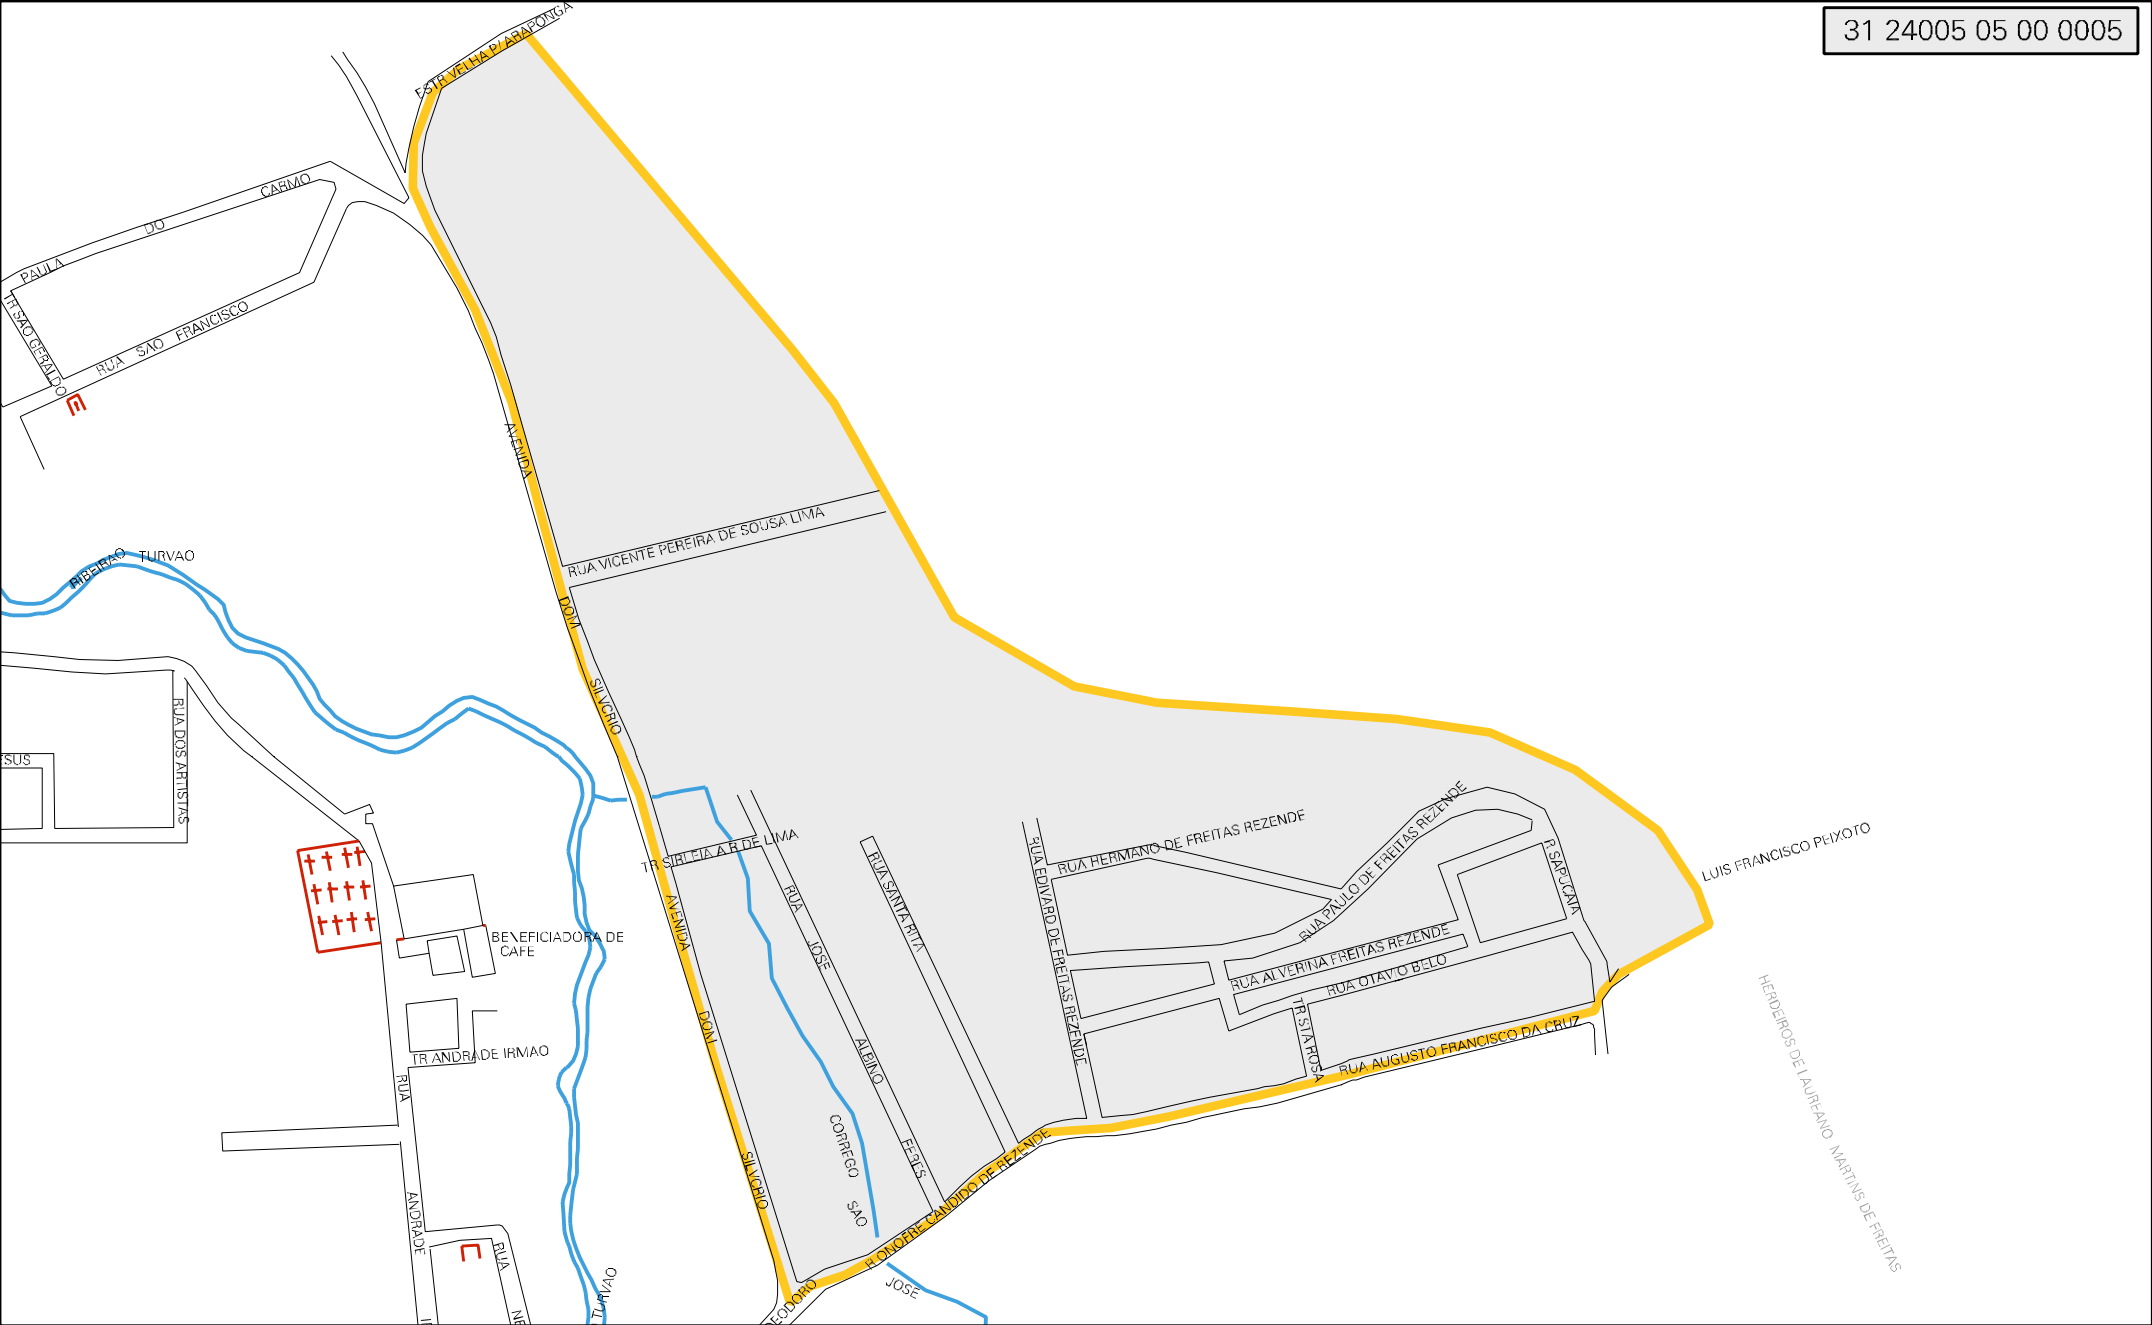 31 24005 05 00 0005
ESTR VELHA P/ ARAPONGA
CARMO
DO
PAULA
TR SAO GERALDO
RUA SAO FRANCISCO
AVENIDA
RUA VICENTE PEREIRA DE SOUSA LIMA
RIBEIRAO TURVAO
DOM
SILVCRIO
RUA DOS ARTISTAS
ESUS
TR SIRLEIA A B DE LIMA
RUA HERMANO DE FREITAS REZENDE
RUA PAULO DE FREITAS REZENDE
LUIS FRANCISCO PEIXOTO
RUA EDIVARD DE FREITAS REZENDE
R SAPUCAIA
RUA SANTA RITA
RUA
JOSE
ALBINO
FERES
AVENIDA
BENEFICIADORA DE
CAFE
RUA ALVERINA FREITAS REZENDE
RUA OTAVIO BELO
TR STA ROSA
RUA AUGUSTO FRANCISCO DA CRUZ
HERDEIROS DE LAUREANO MARTINS DE FREITAS
DOM
TR ANDRADE IRMAO
RUA
ANDRADE
CORREGO
SAO
JOSE
SILVCRIO
R ONOFRE CANDIDO DE REZENDE
RUA
NE
TURVAO
EODORO